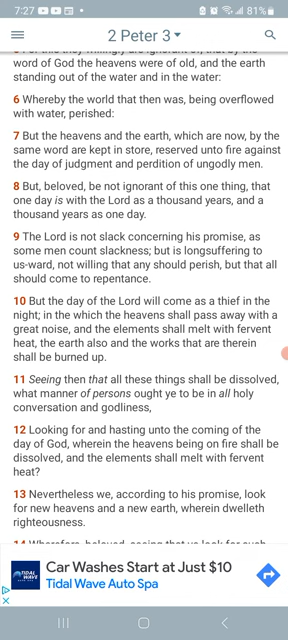 7:27
81%
2 Peter 3
word of God the heavens were of old, and the earth
standing out of the water and in the water:
6 Whereby the world that then was, being overflowed
with water, perished:
7 But the heavens and the earth, which are now, by the
same word are kept in store, reserved unto fire against
the day of judgment and perdition of ungodly men.
8 But, beloved, be not ignorant of this one thing, that
one day is with the Lord as a thousand years, and a
thousand years as one day.
9 The Lord is not slack concerning his promise, as
some men count slackness; but is longsuffering to
us-ward, not willing that any should perish, but that all
should come to repentance.
10 But the day of the Lord will come as a thief in the
night; in the which the heavens shall pass away with a
great noise, and the elements shall melt with fervent
heat, the earth also and the works that are therein
shall be burned up.
11 Seeing then that all these things shall be dissolved,
what manner of persons ought ye to be in all holy
conversation and godliness,
12 Looking for and hasting unto the coming of the
day of God, wherein the heavens being on fire shall be
dissolved, and the elements shall melt with fervent
heat?
13 Nevertheless we, according to his promise, look
for new heavens and a new earth, wherein dwelleth
righteousness.
14 Wherefore, beloved, seeing that ye look for such
TIDAL WAVE
Car Washes Start at Just $10
Tidal Wave Auto Spa